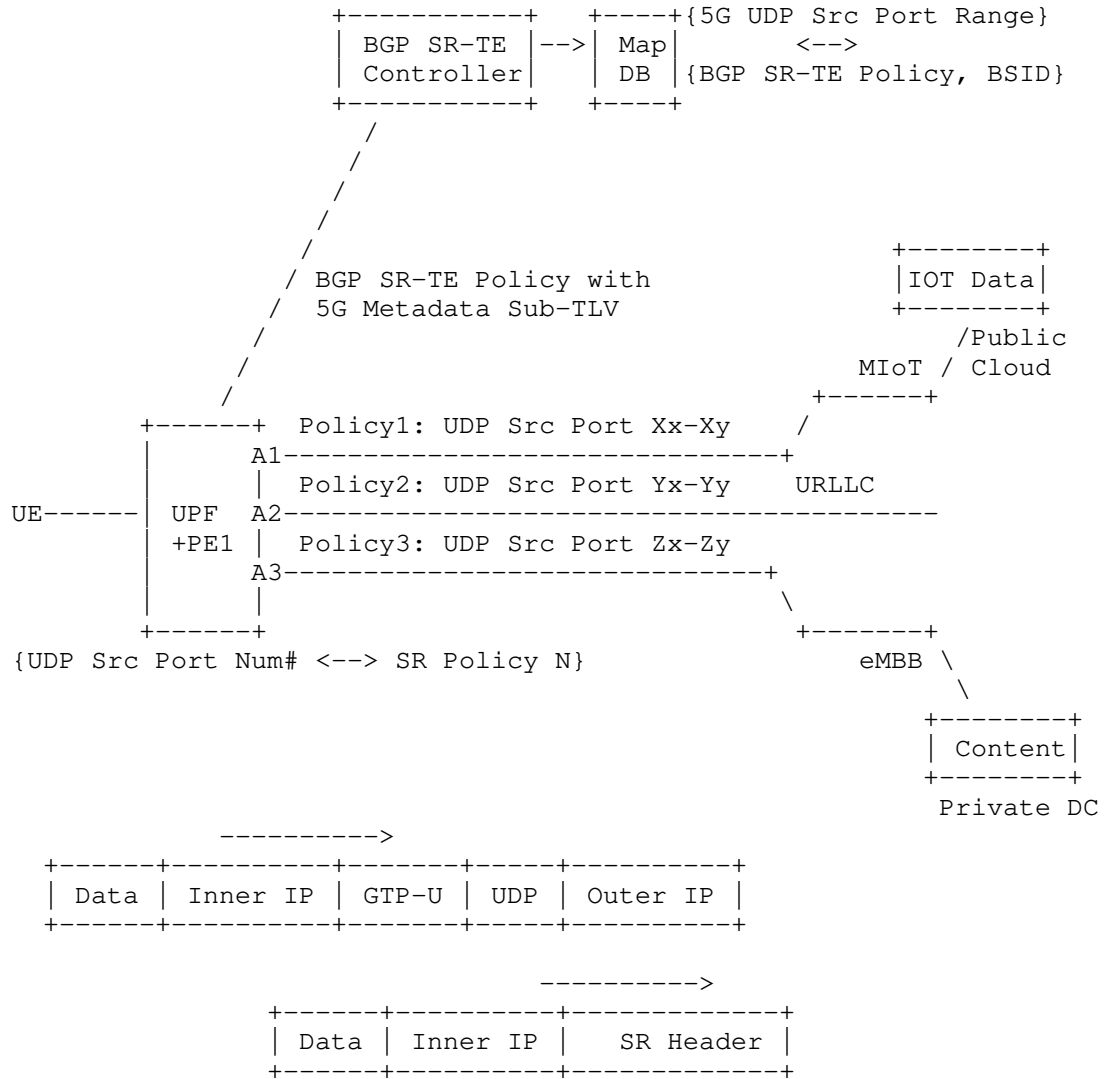 {5G UDP Src Port Range}
BGP SR-TE --> Map <-->
Controller DB {BGP SR-TE Policy, BSID}
BGP SR-TE Policy with IOT Data
5G Metadata Sub-TLV
/Public
MIoT / Cloud
Policy1: UDP Src Port Xx-Xy
A1
Policy2: UDP Src Port Yx-Yy URLLC
UE UPF A2
+PE1 Policy3: UDP Src Port Zx-Zy
A3
{UDP Src Port Num# <--> SR Policy N} eMBB
Content
Private DC
Data Inner IP GTP-U UDP Outer IP
Data Inner IP SR Header